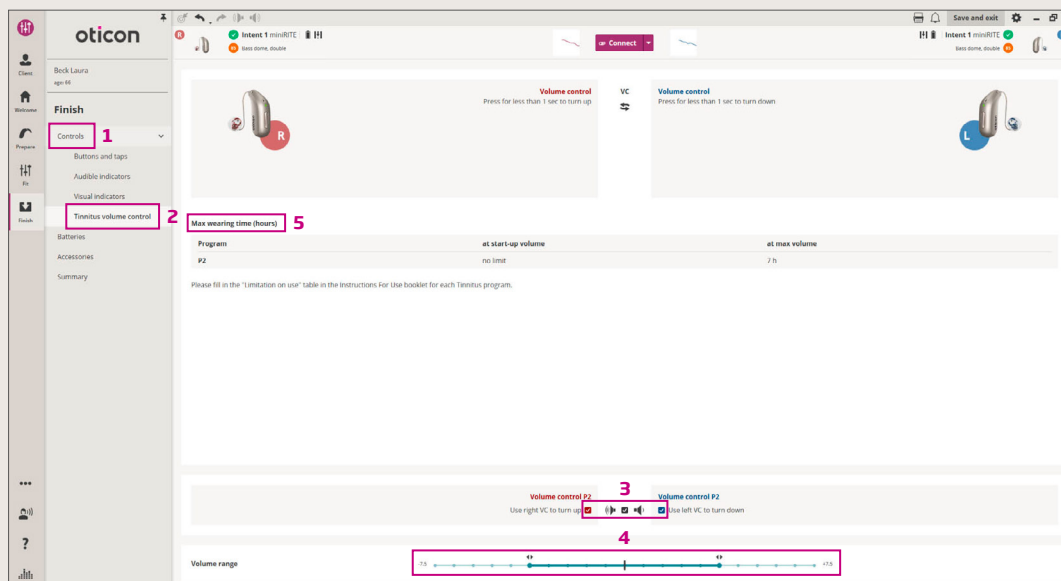 Save and exit
oticon
R
Intent 1 miniRITE
Bass dome, double
Connect
Intent 1 miniRITE
Bass dome, double
Client
Welcome
Prepare
Fit
Finish
Beck Laura
age: 66
Finish
Controls
1
Buttons and taps
Audible indicators
Visual indicators
Tinnitus volume control
2
Batteries
Accessories
Summary
R
Volume control
Press for less than 1 sec to turn up
VC
Volume control
Press for less than 1 sec to turn down
L
Max wearing time (hours)
5
Program at start-up volume at max volume
P2 no limit 7 h
Please fill in the "Limitation on use" table in the Instructions For Use booklet for each Tinnitus program.
3
Volume control P2
Use right VC to turn up
Volume control P2
Use left VC to turn down
4
Volume range
-7.5
+7.5
?